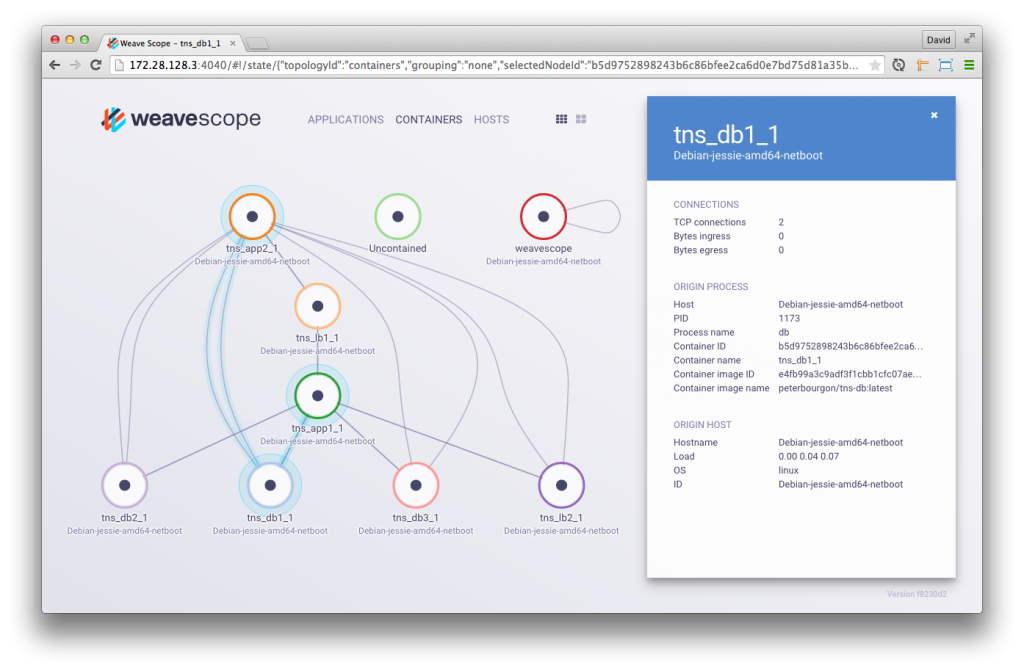 Weave Scope – tns_db1_1
David
172.28.128.3:4040/#!/state/{"topologyId":"containers","grouping":"none","selectedNodeId":"b5d9752898243b6c86bfee2ca6d0e7bd75d81a35b...
weavescope
APPLICATIONS CONTAINERS HOSTS
tns_app2_1
Debian-jessie-amd64-netboot
Uncontained
weavescope
Debian-jessie-amd64-netboot
tns_lb1_1
Debian-jessie-amd64-netboot
tns_app1_1
Debian-jessie-amd64-netboot
tns_db2_1
Debian-jessie-amd64-netboot
tns_db1_1
Debian-jessie-amd64-netboot
tns_db3_1
Debian-jessie-amd64-netboot
tns_lb2_1
Debian-jessie-amd64-netboot
tns_db1_1
Debian-jessie-amd64-netboot
CONNECTIONS
TCP connections 2
Bytes ingress 0
Bytes egress 0
ORIGIN PROCESS
Host Debian-jessie-amd64-netboot
PID 1173
Process name db
Container ID b5d9752898243b6c86bfee2ca6...
Container name tns_db1_1
Container image ID e4fb99a3c9adf3f1cbb1cfc07ae...
Container image name peterbourgon/tns-db:latest
ORIGIN HOST
Hostname Debian-jessie-amd64-netboot
Load 0.00 0.04 0.07
OS linux
ID Debian-jessie-amd64-netboot
Version f8230d2